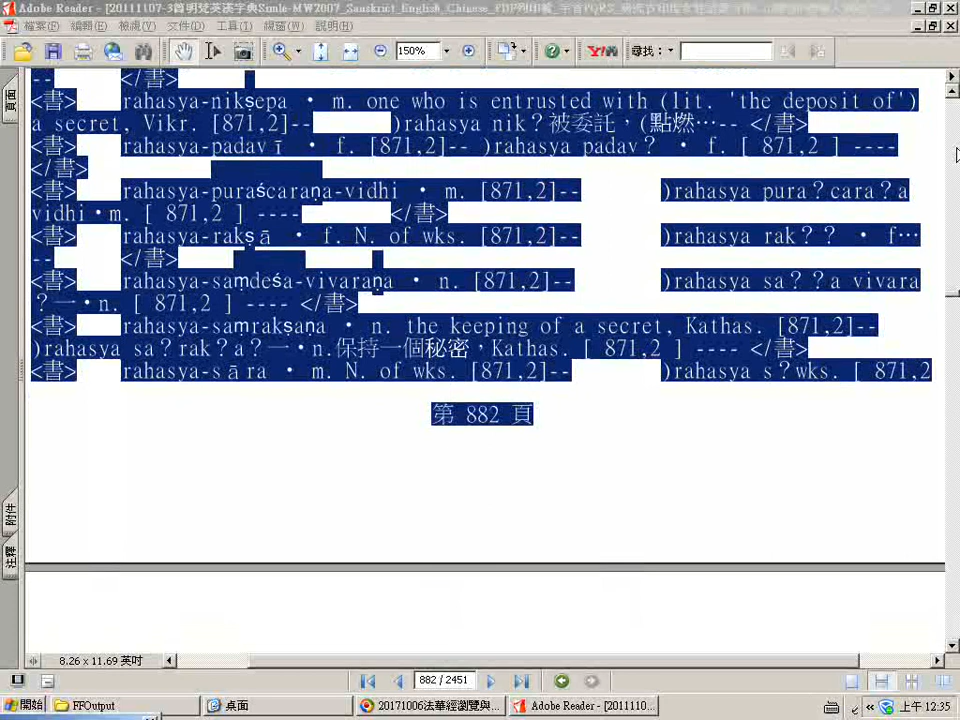 Adobe Reader - [20111107-3首明梵英漢字典Simle-MW2007_Sanskrit_English_Chinese_PDF
檔案(F) 編輯(E) 檢視(V) 文件(D) 工具(T) 視窗(W) 說明(H)
150% 尋找：
頁面
-- </書>
<書> rahasya-nikṣepa ‧ m. one who is entrusted with (lit. 'the deposit of')
a secret, Vikr. [871,2]-- )rahasya nik？被委託，(點燃…-- </書>
<書> rahasya-padavī ‧ f. [871,2]-- )rahasya padav？ ‧ f. [ 871,2 ] ----
</書>
<書> rahasya-puraścaraṇa-vidhi ‧ m. [871,2]-- )rahasya pura？cara？a
vidhi‧m. [ 871,2 ] ---- </書>
<書> rahasya-rakṣā ‧ f. N. of wks. [871,2]-- )rahasya rak？？ ‧ f…
-- </書>
<書> rahasya-saṃdeśa-vivaraṇa ‧ n. [871,2]-- )rahasya sa？？a vivara
？一‧n. [ 871,2 ] ---- </書>
<書> rahasya-saṃrakṣaṇa ‧ n. the keeping of a secret, Kathas. [871,2]--
)rahasya sa？rak？a？一‧n.保持一個秘密，Kathas. [ 871,2 ] ---- </書>
<書> rahasya-sāra ‧ m. N. of wks. [871,2]-- )rahasya s？wks. [ 871,2
第 882 頁
附件
注釋
8.26 x 11.69 英吋
882 / 2451
開始 FFOutput 桌面 20171006法華經瀏覽與... Adobe Reader - [2011110... 上午 12:35